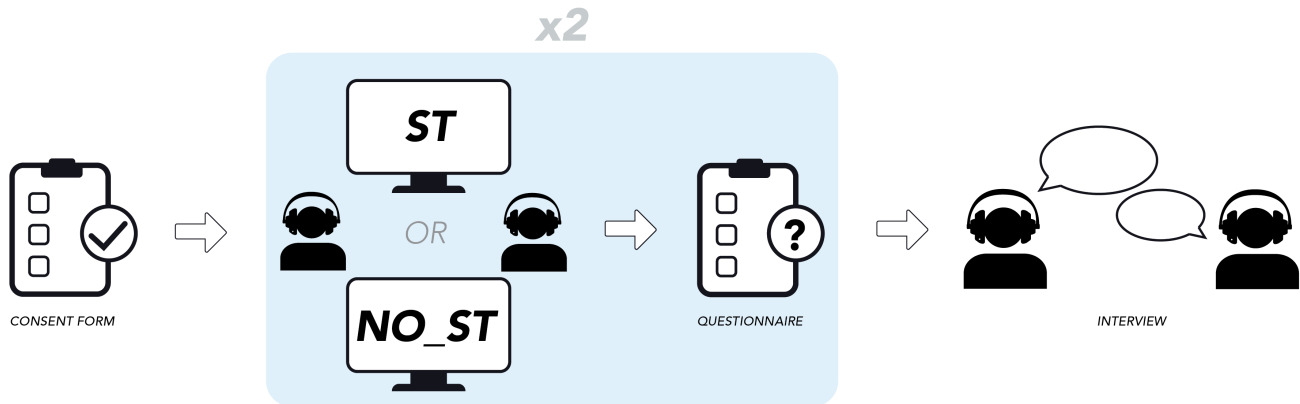 x2
ST
OR
NO_ST
?
CONSENT FORM
QUESTIONNAIRE
INTERVIEW